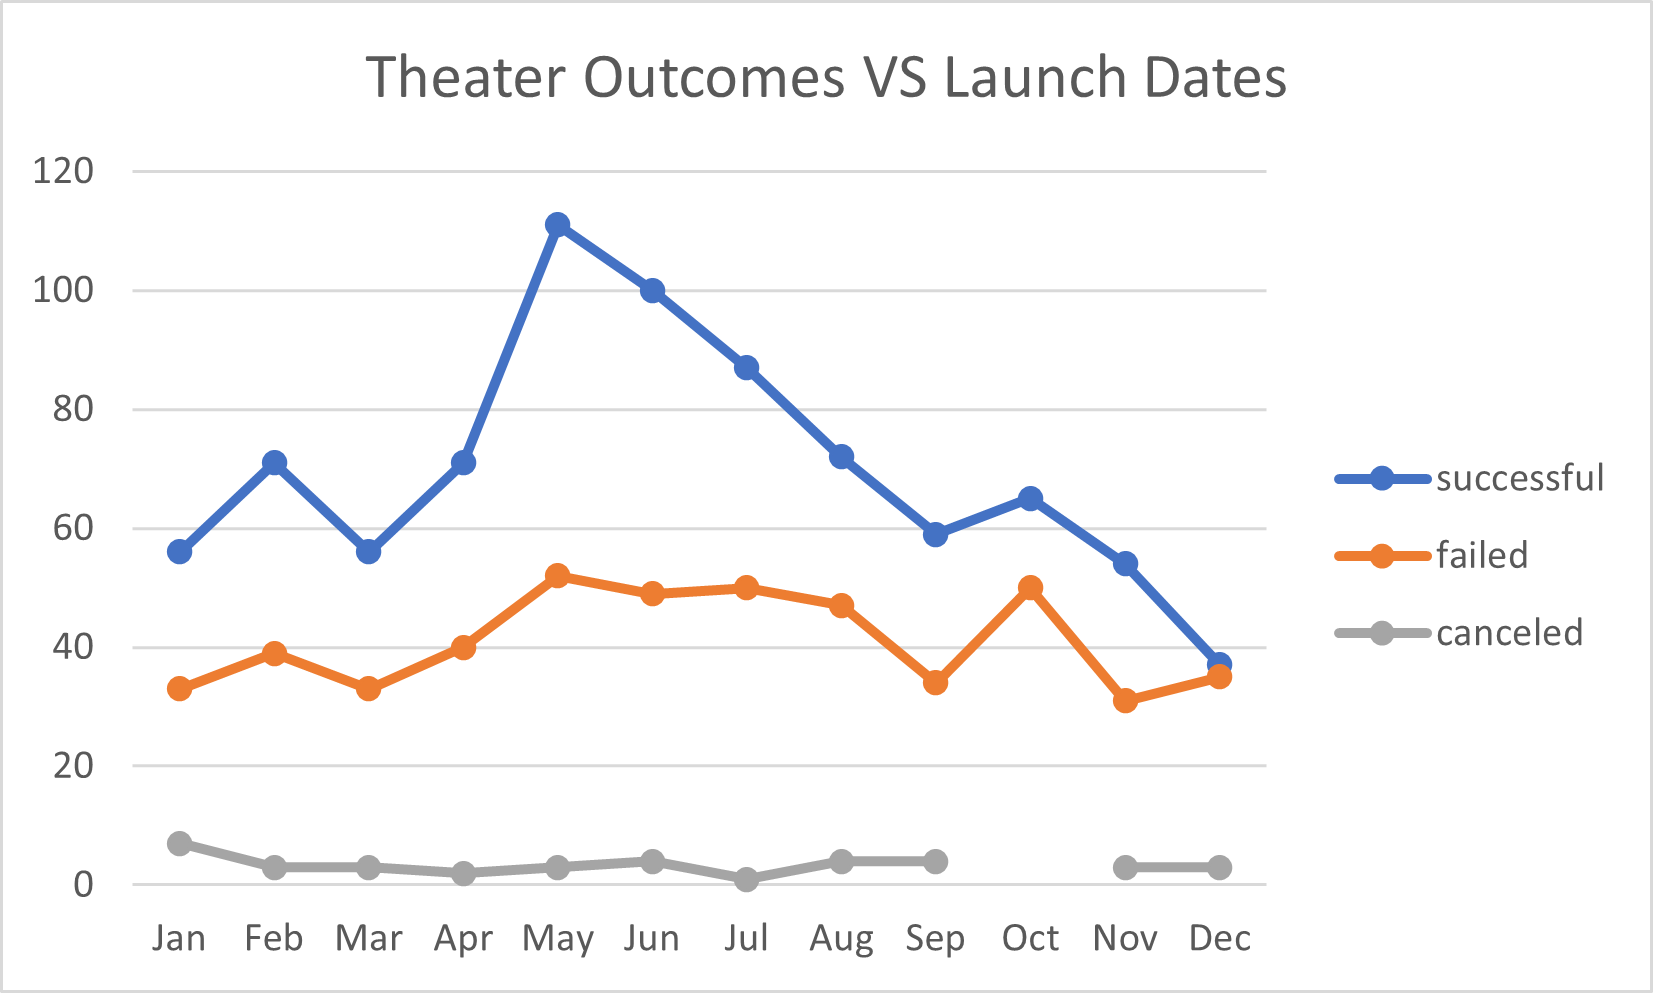 Theater Outcomes VS Launch Dates
120
100
80
60
40
20
0
Jan Feb Mar Apr May Jun Jul Aug Sep Oct Nov Dec
successful
failed
canceled